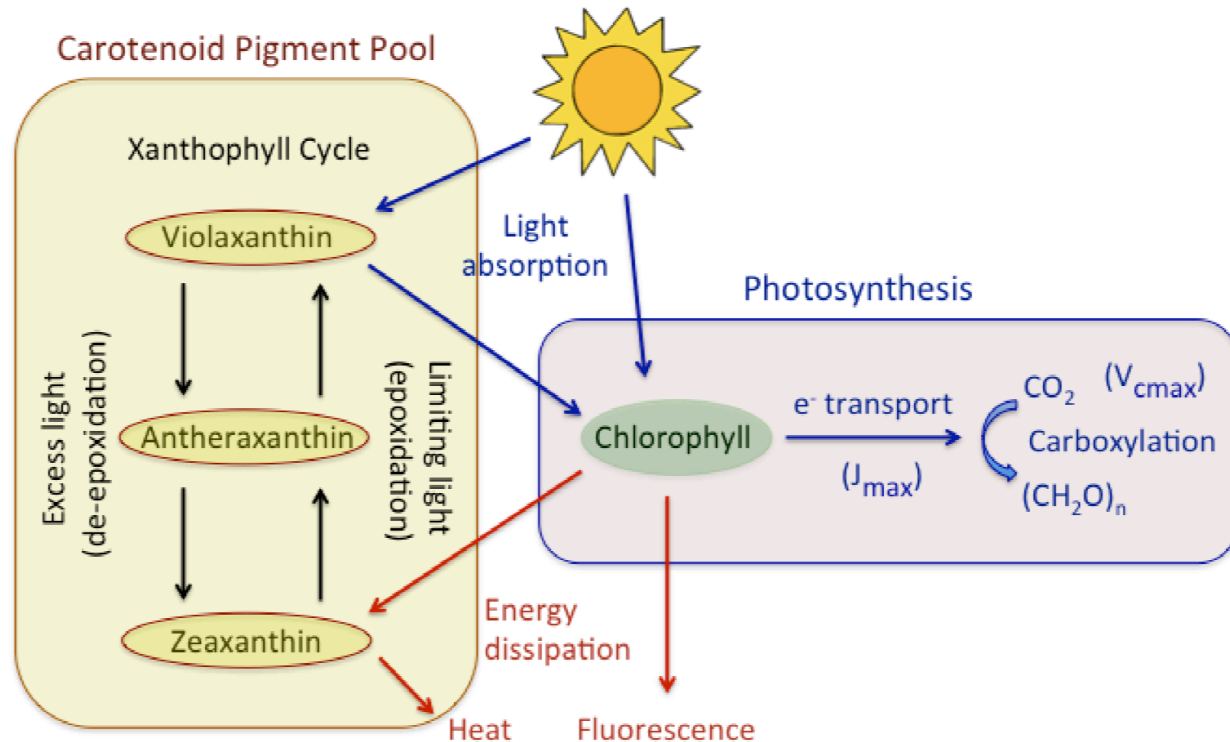 Carotenoid Pigment Pool
Xanthophyll Cycle
Violaxanthin
Light
absorption
Photosynthesis
Excess light
(de-epoxidation)
Limiting light
(epoxidation)
Antheraxanthin
Chlorophyll
e⁻ transport
(Jmax)
CO₂ (Vcmax)
Carboxylation
(CH₂O)ₙ
Zeaxanthin
Energy
dissipation
Heat
Fluorescence